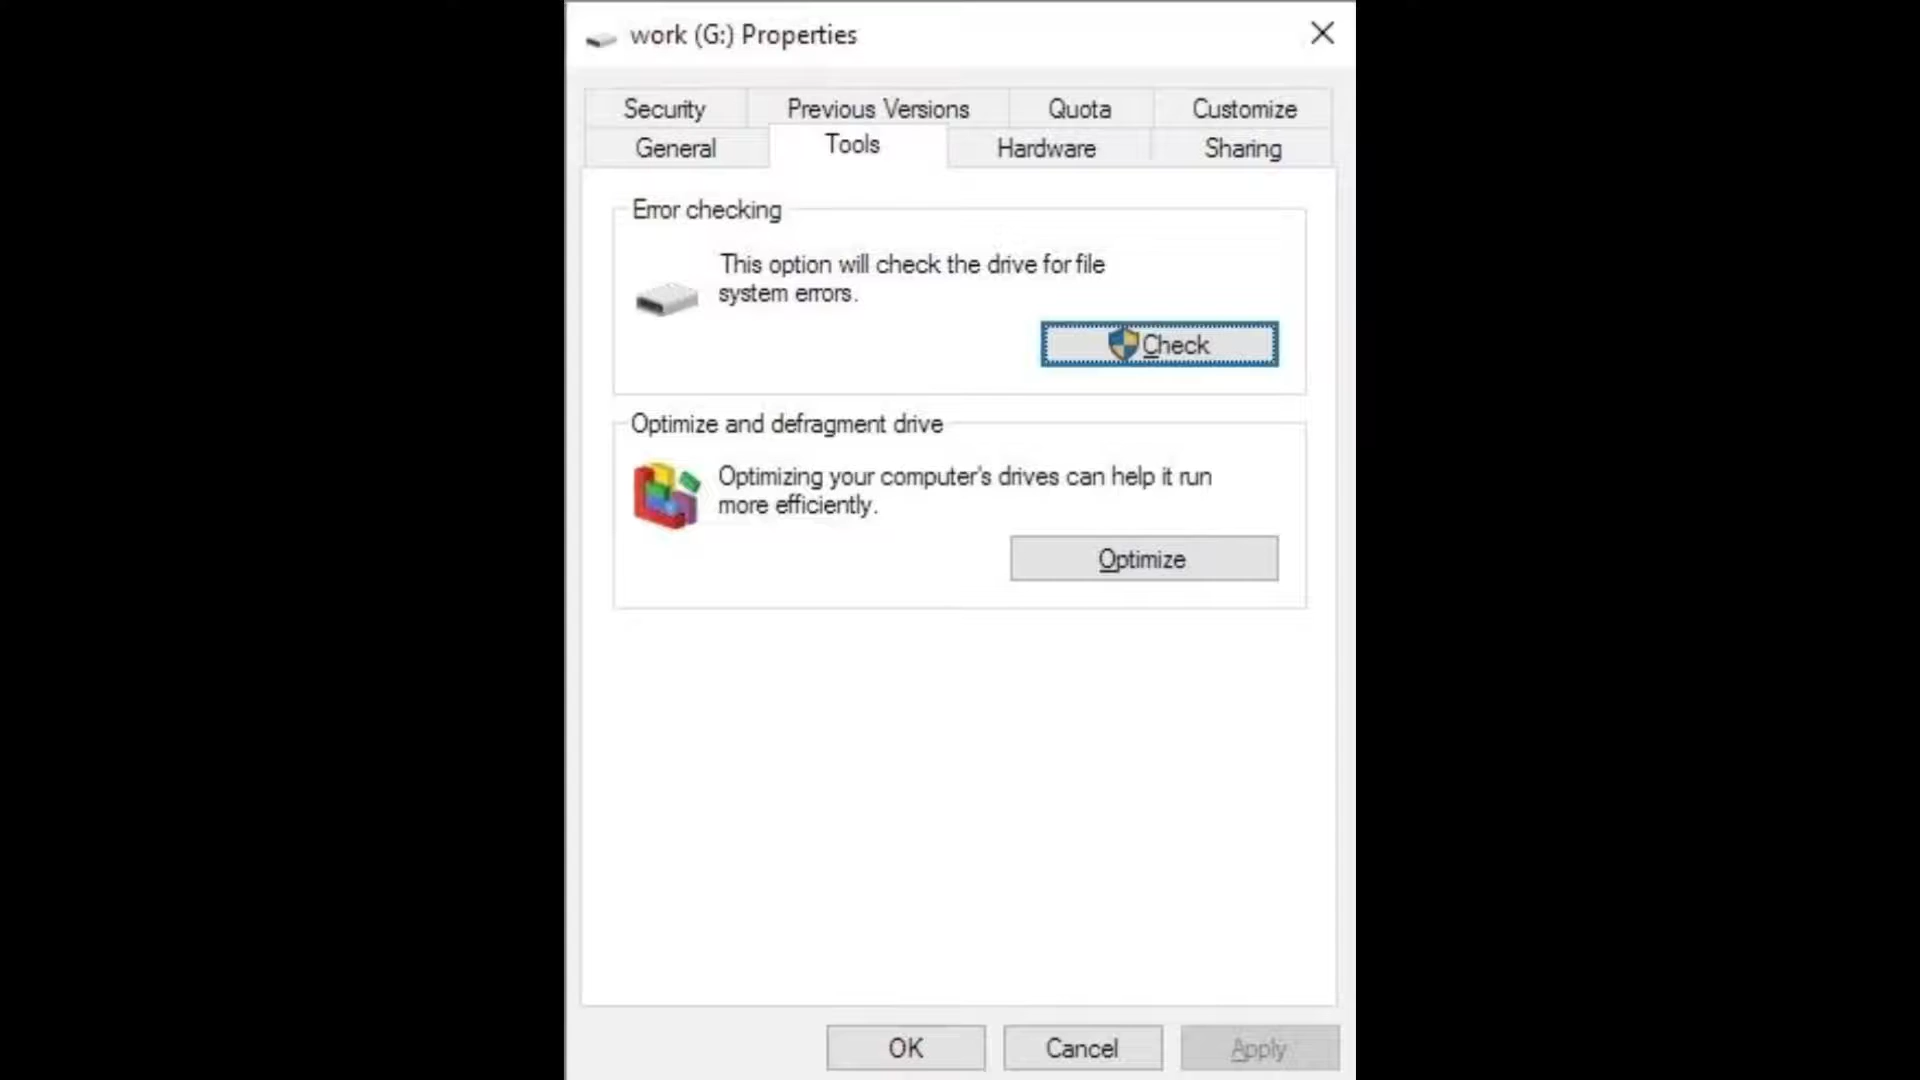 work (G:) Properties
Security Previous Versions Quota Customize
General Tools Hardware Sharing
Error checking
This option will check the drive for file
system errors.
Check
Optimize and defragment drive
Optimizing your computer's drives can help it run
more efficiently.
Optimize
OK Cancel Apply